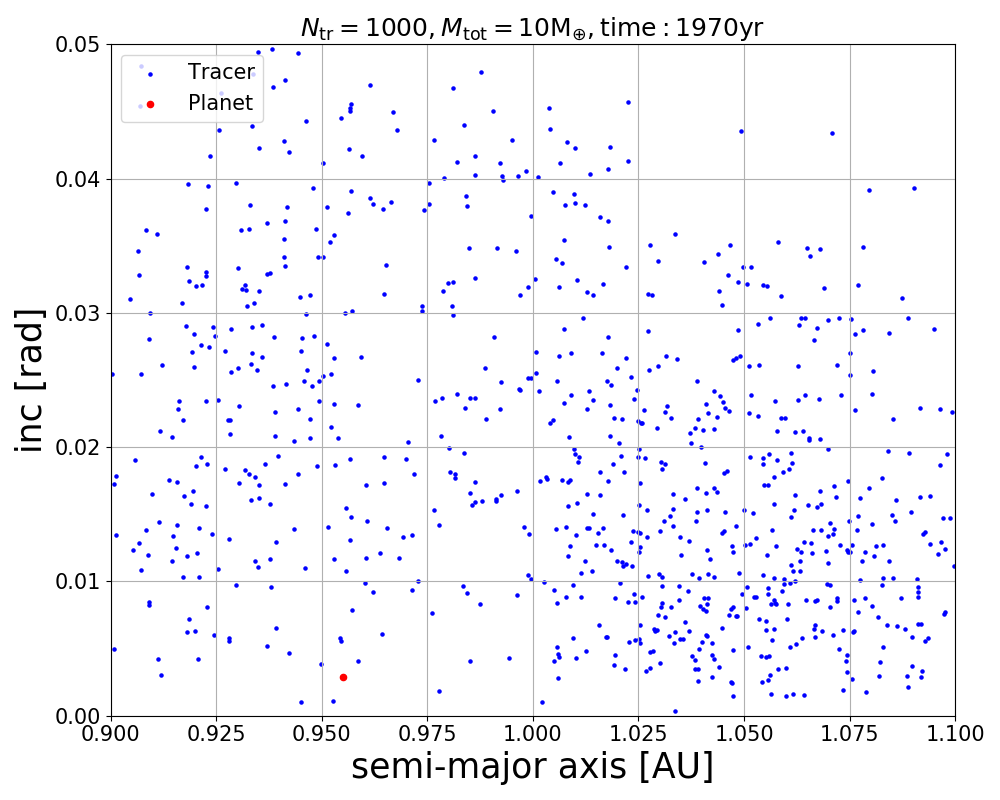 N_tr = 1000, M_tot = 10M_⊕, time : 1970yr
0.05
Tracer
Planet
0.04
0.03
inc [rad]
0.02
0.01
0.00
0.900 0.925 0.950 0.975 1.000 1.025 1.050 1.075 1.100
semi-major axis [AU]